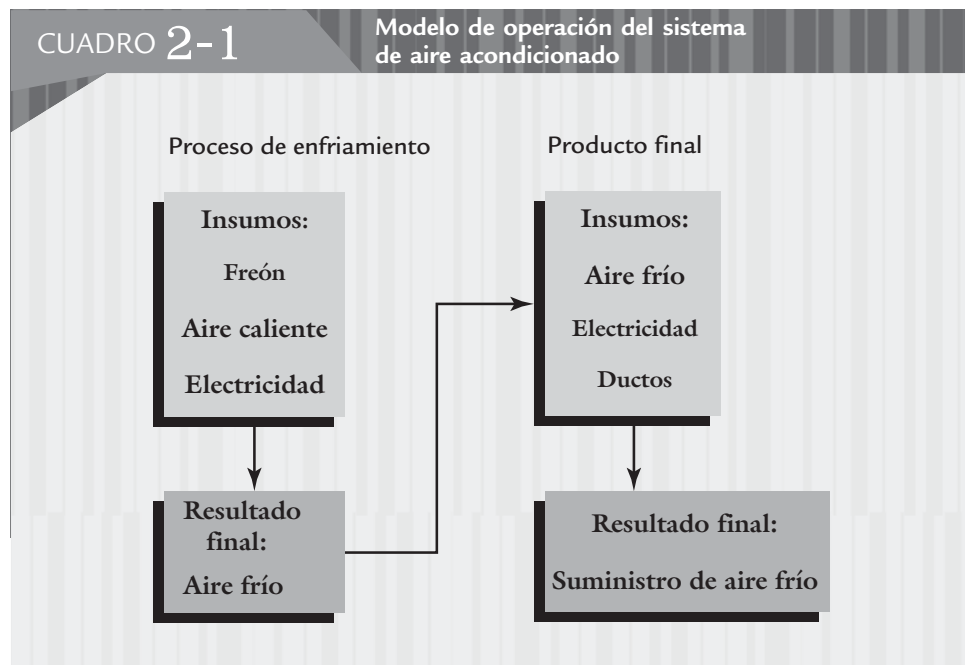 CUADRO 2-1
Modelo de operación del sistema
de aire acondicionado
Proceso de enfriamiento
Insumos:
Freón
Aire caliente
Electricidad
Resultado
final:
Aire frío
Producto final
Insumos:
Aire frío
Electricidad
Ductos
Resultado final:
Suministro de aire frío